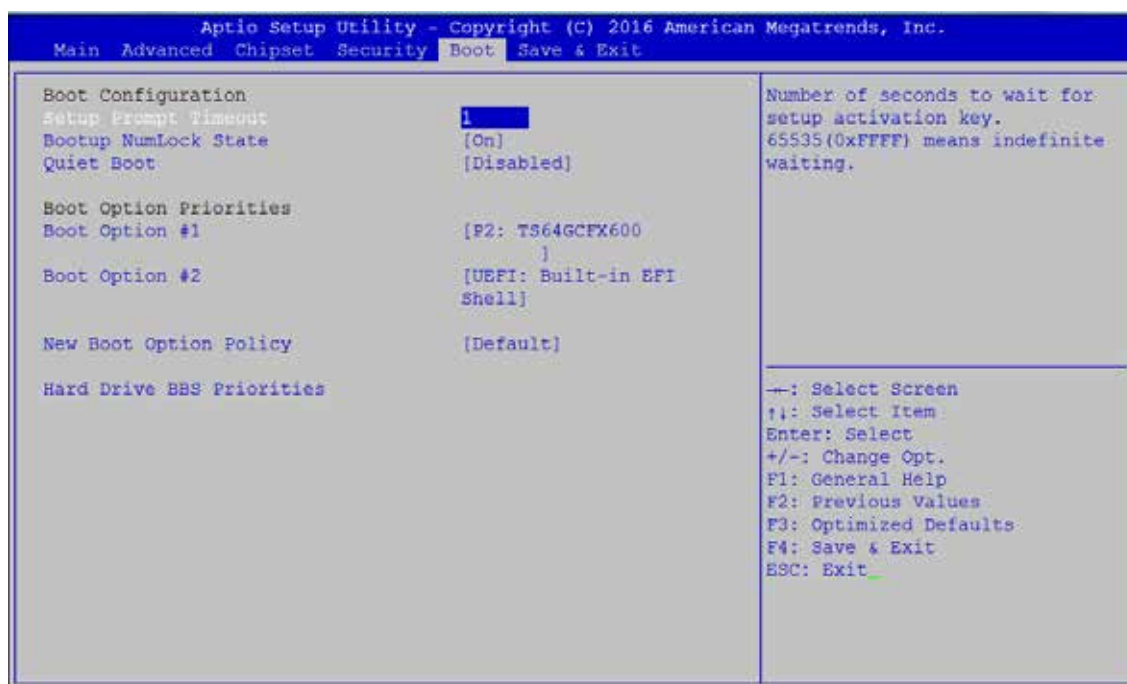 Aptio Setup Utility - Copyright (C) 2016 American Megatrends, Inc.
Main Advanced Chipset Security Boot Save & Exit
Boot Configuration
Setup Prompt Timeout 1
Bootup NumLock State [On]
Quiet Boot [Disabled]
Boot Option Priorities
Boot Option #1 [P2: TS64GCFX600
]
Boot Option #2 [UEFI: Built-in EFI
Shell]
New Boot Option Policy [Default]
Hard Drive BBS Priorities
Number of seconds to wait for
setup activation key.
65535(0xFFFF) means indefinite
waiting.
→←: Select Screen
↑↓: Select Item
Enter: Select
+/-: Change Opt.
F1: General Help
F2: Previous Values
F3: Optimized Defaults
F4: Save & Exit
ESC: Exit